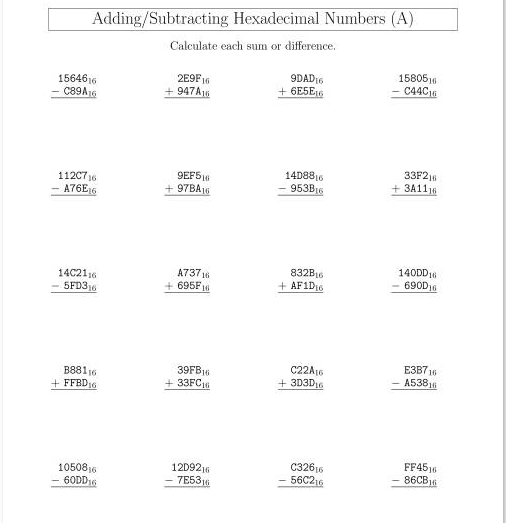 Adding/Subtracting Hexadecimal Numbers (A)
Calculate each sum or difference.
15646₁₆ 2E9F₁₆ 9DAD₁₆ 15805₁₆
− C89A₁₆ + 947A₁₆ + 6E5E₁₆ − C44C₁₆
112C7₁₆ 9EF5₁₆ 14D88₁₆ 33F2₁₆
− A76E₁₆ + 97BA₁₆ − 953B₁₆ + 3A11₁₆
14C21₁₆ A737₁₆ 832B₁₆ 140DD₁₆
− 5FD3₁₆ + 695F₁₆ + AF1D₁₆ − 690D₁₆
B881₁₆ 39FB₁₆ C22A₁₆ E3B7₁₆
+ FFBD₁₆ + 33FC₁₆ + 3D3D₁₆ − A538₁₆
10508₁₆ 12D92₁₆ C326₁₆ FF45₁₆
− 60DD₁₆ − 7E53₁₆ − 56C2₁₆ − 86CB₁₆